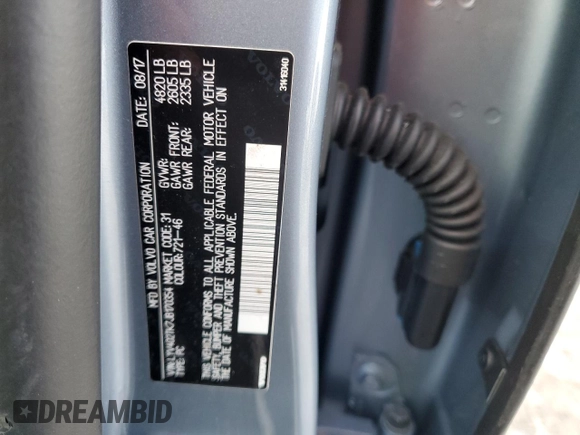 MFD BY VOLVO CAR CORPORATION DATE: 08/17
GVWR: 4820 LB
GAWR FRONT: 2605 LB
GAWR REAR: 2335 LB
MARKET CODE: 31
COLOUR: 721-46
THIS VEHICLE CONFORMS TO ALL APPLICABLE FEDERAL MOTOR VEHICLE
SAFETY, BUMPER AND THEFT PREVENTION STANDARDS IN EFFECT ON
THE DATE OF MANUFACTURE SHOWN ABOVE.
31416040
DREAMBID